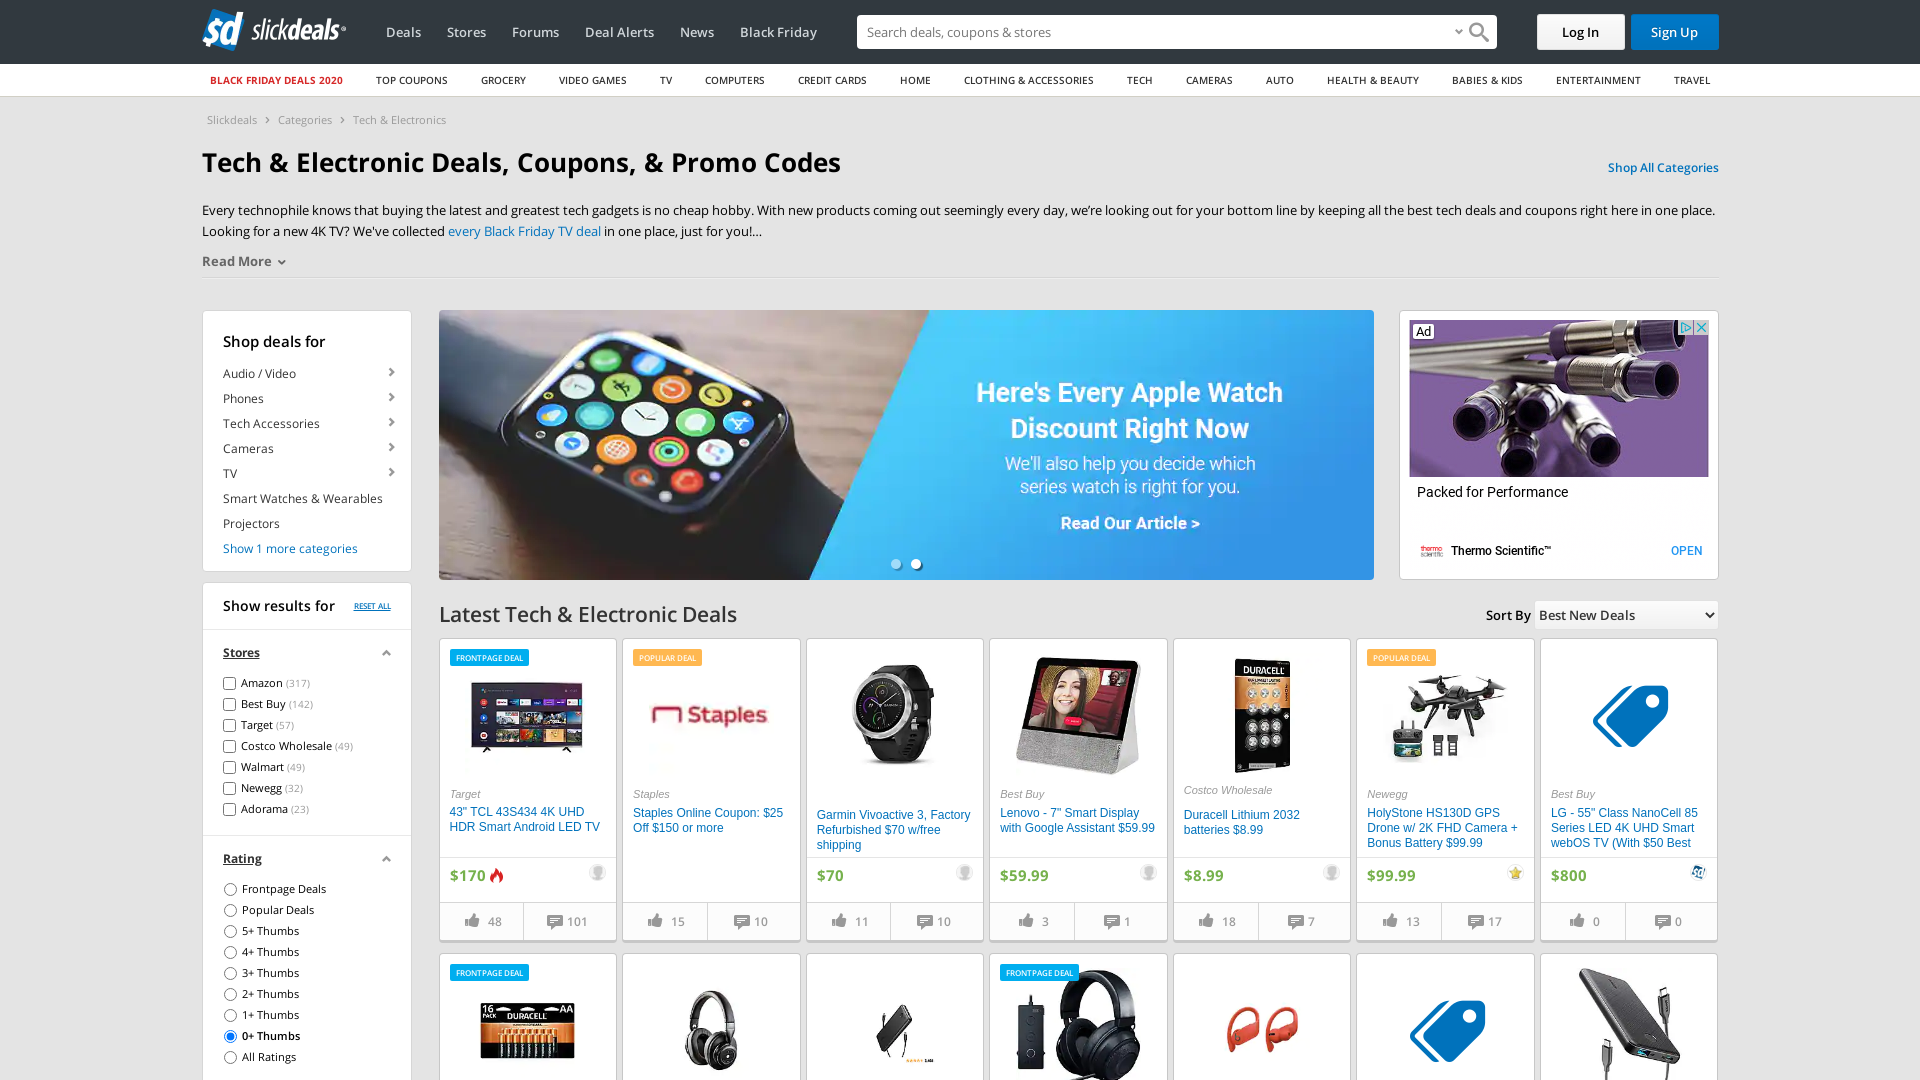 slickdeals
Deals
Stores
Forums
Deal Alerts
News
Black Friday
Search deals, coupons & stores
Log In
Sign Up
BLACK FRIDAY DEALS 2020
TOP COUPONS
GROCERY
VIDEO GAMES
TV
COMPUTERS
CREDIT CARDS
HOME
CLOTHING & ACCESSORIES
TECH
CAMERAS
AUTO
HEALTH & BEAUTY
BABIES & KIDS
ENTERTAINMENT
TRAVEL
Slickdeals > Categories > Tech & Electronics
Tech & Electronic Deals, Coupons, & Promo Codes
Shop All Categories
Every technophile knows that buying the latest and greatest tech gadgets is no cheap hobby. With new products coming out seemingly every day, we’re looking out for your bottom line by keeping all the best tech deals and coupons right here in one place.
Looking for a new 4K TV? We've collected every Black Friday TV deal in one place, just for you!...
Read More
Shop deals for
Audio / Video
Phones
Tech Accessories
Cameras
TV
Smart Watches & Wearables
Projectors
Show 1 more categories
Here's Every Apple Watch
Discount Right Now
We'll also help you decide which
series watch is right for you.
Read Our Article >
Ad
Packed for Performance
thermo
scientific
Thermo Scientific™
OPEN
Show results for
RESET ALL
Stores
Amazon (317)
Best Buy (142)
Target (57)
Costco Wholesale (49)
Walmart (49)
Newegg (32)
Adorama (23)
Rating
Frontpage Deals
Popular Deals
5+ Thumbs
4+ Thumbs
3+ Thumbs
2+ Thumbs
1+ Thumbs
0+ Thumbs
All Ratings
Latest Tech & Electronic Deals
Sort By
Best New Deals
FRONTPAGE DEAL
Target
43" TCL 43S434 4K UHD
HDR Smart Android LED TV
$170
48
101
POPULAR DEAL
Staples
Staples
Staples Online Coupon: $25
Off $150 or more
15
10
Garmin Vivoactive 3, Factory
Refurbished $70 w/free
shipping
$70
11
10
Best Buy
Lenovo - 7" Smart Display
with Google Assistant $59.99
$59.99
3
1
DURACELL
Costco Wholesale
Duracell Lithium 2032
batteries $8.99
$8.99
18
7
POPULAR DEAL
Newegg
HolyStone HS130D GPS
Drone w/ 2K FHD Camera +
Bonus Battery $99.99
$99.99
13
17
Best Buy
LG - 55" Class NanoCell 85
Series LED 4K UHD Smart
webOS TV (With $50 Best
$800
0
0
FRONTPAGE DEAL
16
PACK
DURACELL
AA
FRONTPAGE DEAL